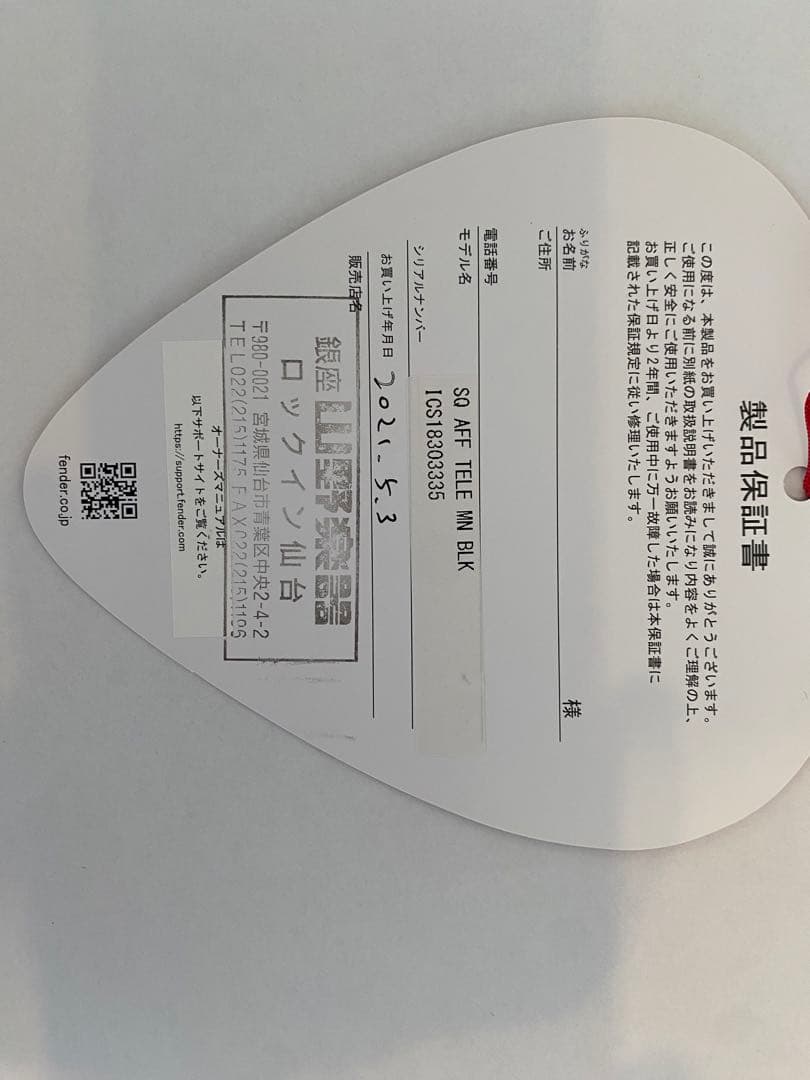 製品保証書
この度は、本製品をお買い上げいただきまして誠にありがとうございます。
ご使用になる前に別紙の取扱説明書をお読みになり内容をよくご理解の上、
正しく安全にご使用いただきますようお願いいたします。
お買い上げ日より2年間、ご使用中に万一故障した場合は本保証書に
記載された保証規定に従い修理いたします。
ふりがな
お名前 様
ご住所
電話番号
モデル名 SQ AFF TELE MN BLK
シリアルナンバー ICS18303335
お買い上げ年月日 2021.5.3
販売店名
銀座山野楽器
ロックイン仙台
〒980-0021 宮城県仙台市青葉区中央2-4-2
TEL022(215)1175 FAX022(215)1196
オーナーズマニュアルは
以下サポートサイトをご覧ください。
https://support.fender.com
fender.co.jp